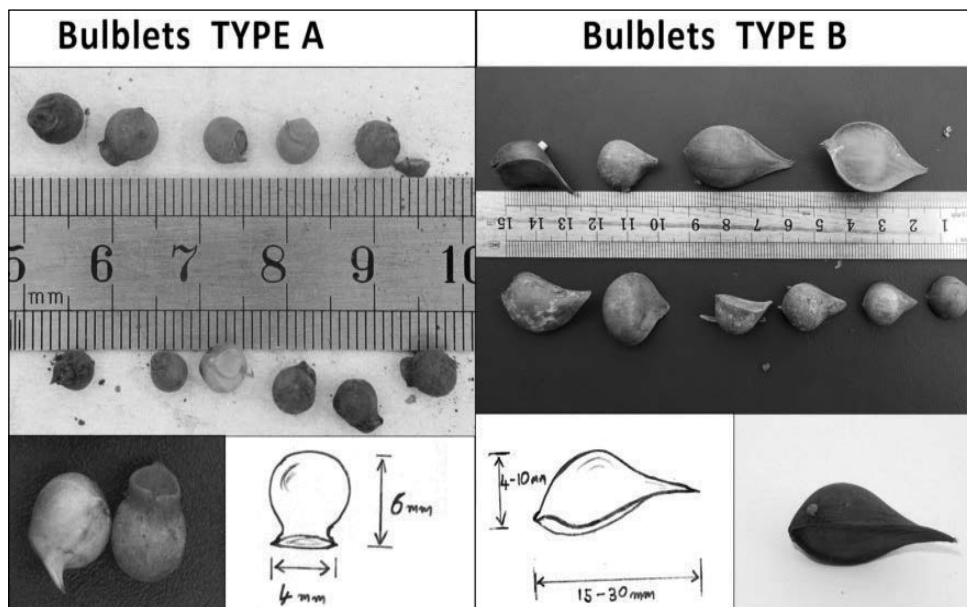 Bulblets TYPE A
Bulblets TYPE B
5 6 7 8 9 10
mm
15 14 13 12 11 10 9 8 7 6 5 4 3 2 1
6mm
4 mm
4-10mm
15-30mm